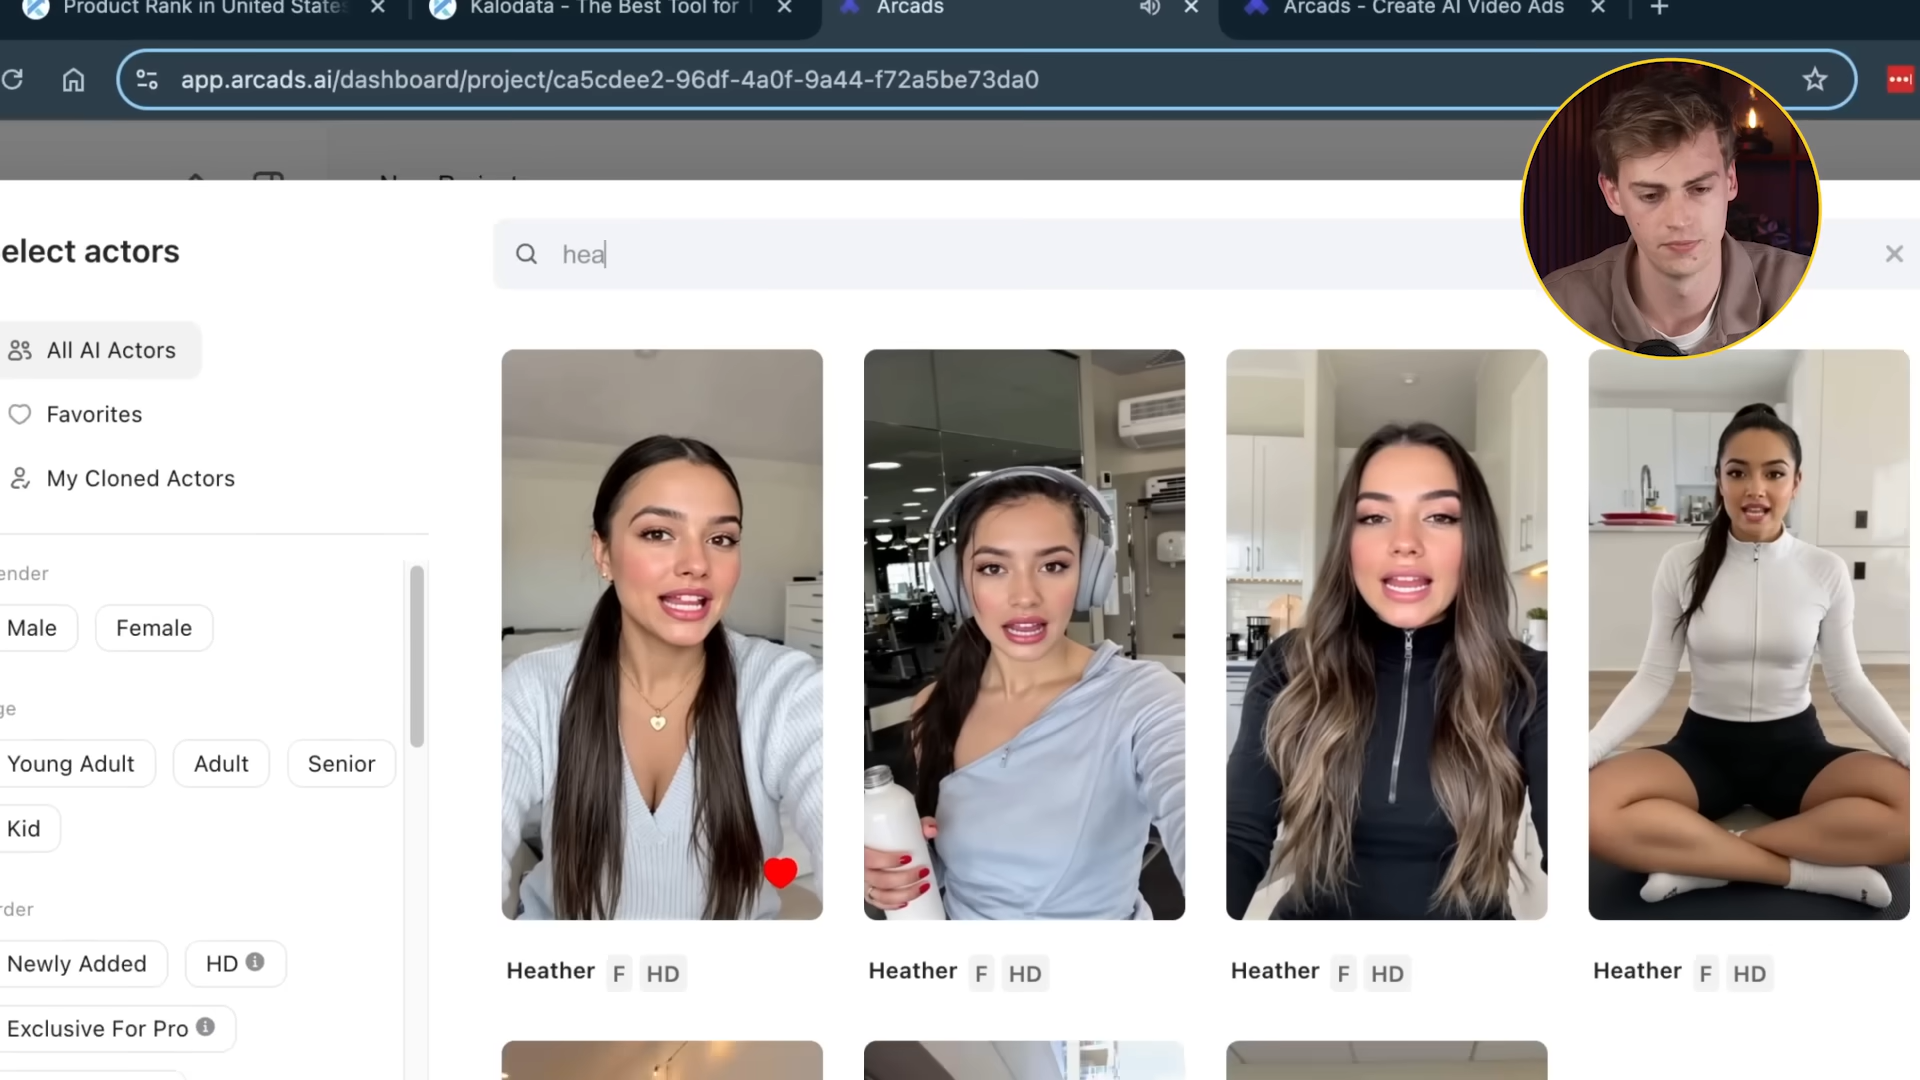 Product Rank in United States
Kalodata - The Best Tool for
Arcads
Arcads - Create AI Video Ads
app.arcads.ai/dashboard/project/ca5cdee2-96df-4a0f-9a44-f72a5be73da0
elect actors
hea
All AI Actors
Favorites
My Cloned Actors
ender
Male
Female
ge
Young Adult
Adult
Senior
Kid
rder
Newly Added
HD
Exclusive For Pro
Heather F HD
Heather F HD
Heather F HD
Heather F HD